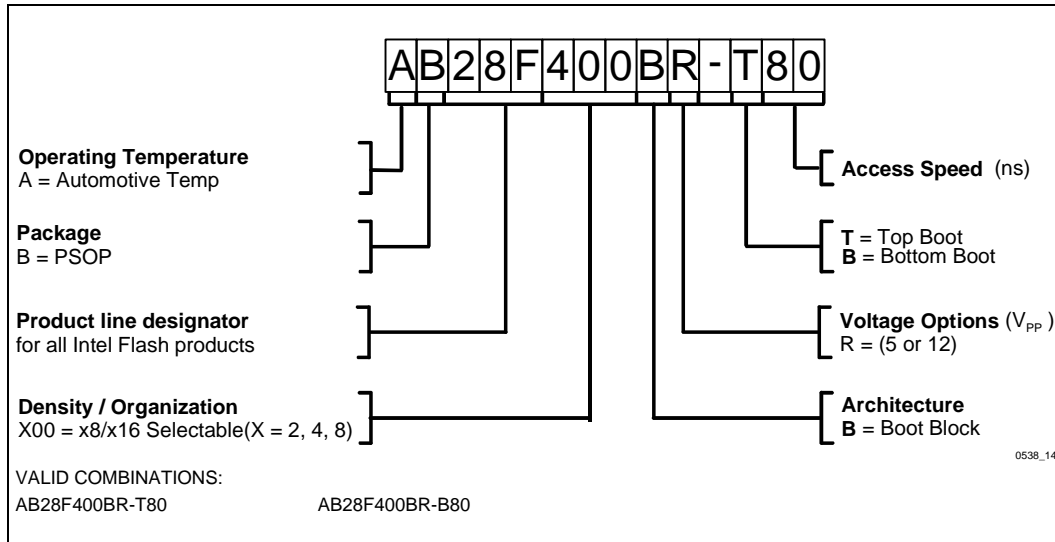 AB28F400BR-T80
Operating Temperature
A = Automotive Temp
Package
B = PSOP
Product line designator
for all Intel Flash products
Density / Organization
X00 = x8/x16 Selectable(X = 2, 4, 8)
Access Speed (ns)
T = Top Boot
B = Bottom Boot
Voltage Options (VPP )
R = (5 or 12)
Architecture
B = Boot Block
0538_14
VALID COMBINATIONS:
AB28F400BR-T80 AB28F400BR-B80